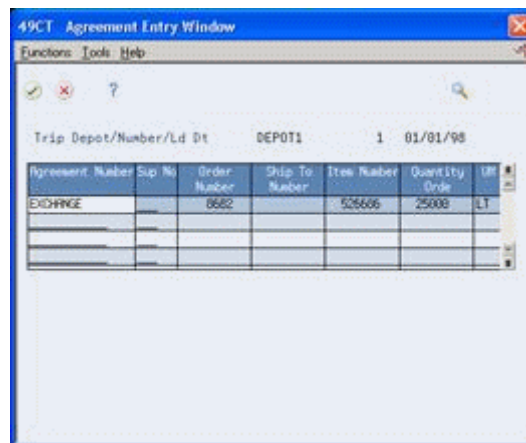 49CT Agreement Entry Window
Functions Tools Help
?
Trip Depot/Number/Ld Dt DEPOT1 1 01/01/98
Agreement Number Sup No Order Number Ship To Number Item Number Quantity Orde UM
EXCHANGE 8682 526606 25000 LT